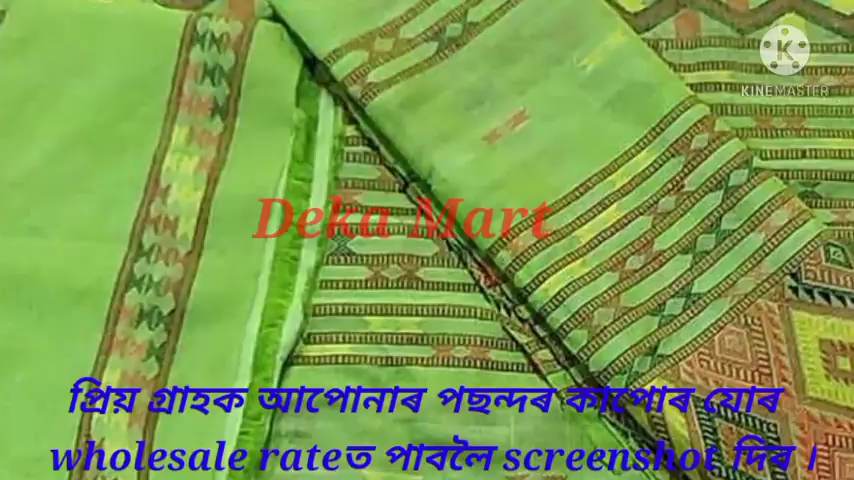 KINEMASTER
Deka Mart
প্ৰিয় গ্ৰাহক আপোনাৰ পছন্দৰ কাপোৰ যোৰ
wholesale rateত পাবলৈ screenshot দিব ।